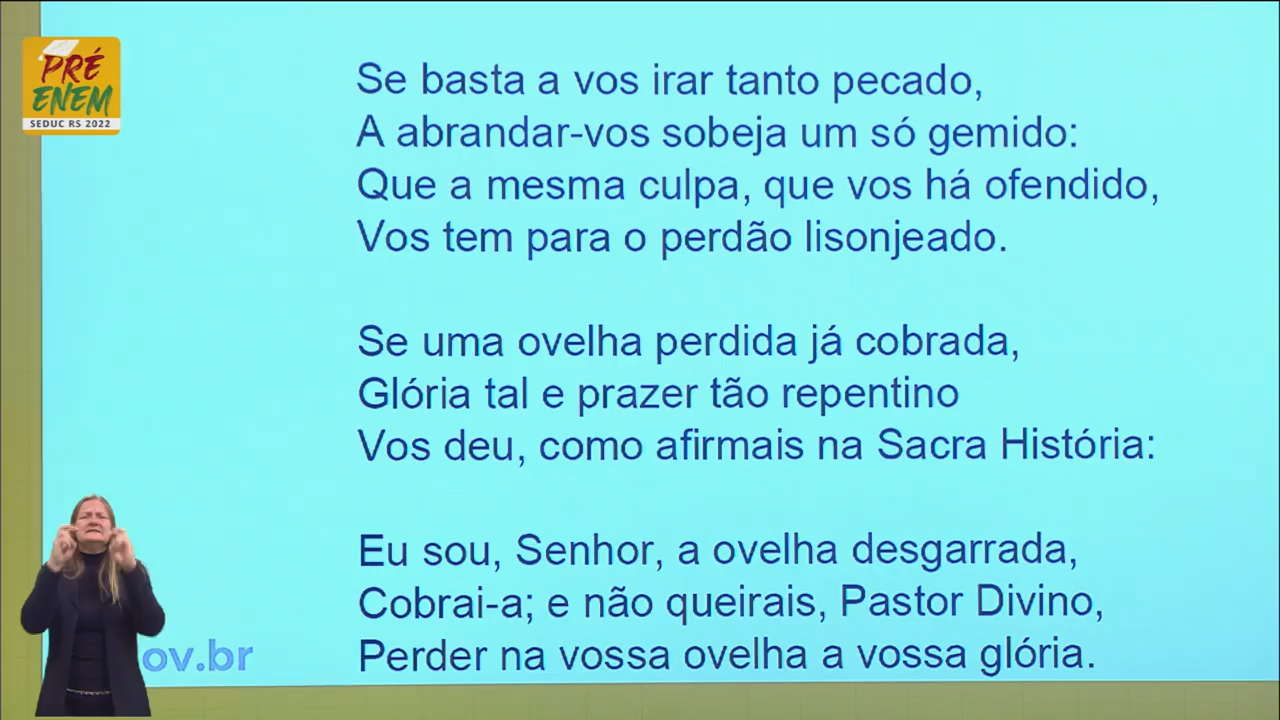 PRÉ
ENEM
SEDUC RS 2022
Se basta a vos irar tanto pecado,
A abrandar-vos sobeja um só gemido:
Que a mesma culpa, que vos há ofendido,
Vos tem para o perdão lisonjeado.
Se uma ovelha perdida já cobrada,
Glória tal e prazer tão repentino
Vos deu, como afirmais na Sacra História:
Eu sou, Senhor, a ovelha desgarrada,
Cobrai-a; e não queirais, Pastor Divino,
Perder na vossa ovelha a vossa glória.
ov.br